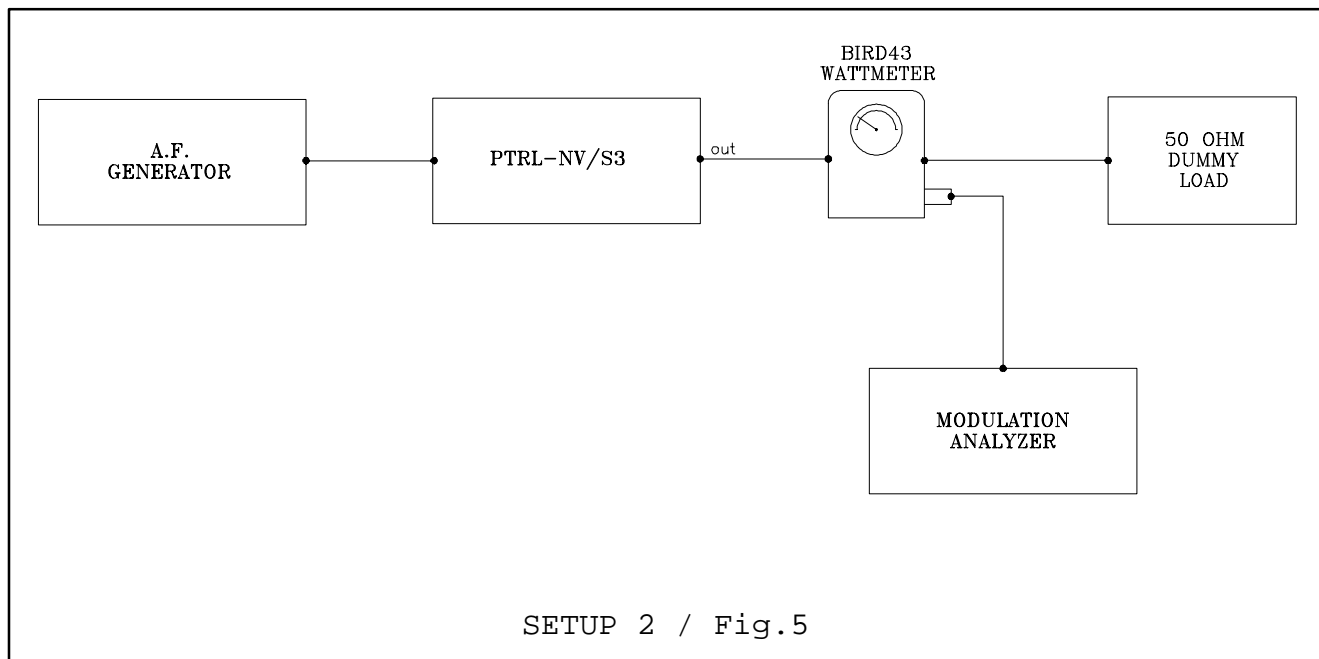 BIRD43
WATTMETER
A.F.
GENERATOR
PTRL-NV/S3
out
50 OHM
DUMMY
LOAD
MODULATION
ANALYZER
SETUP 2 / Fig.5